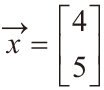 x⃗ = [4
5]